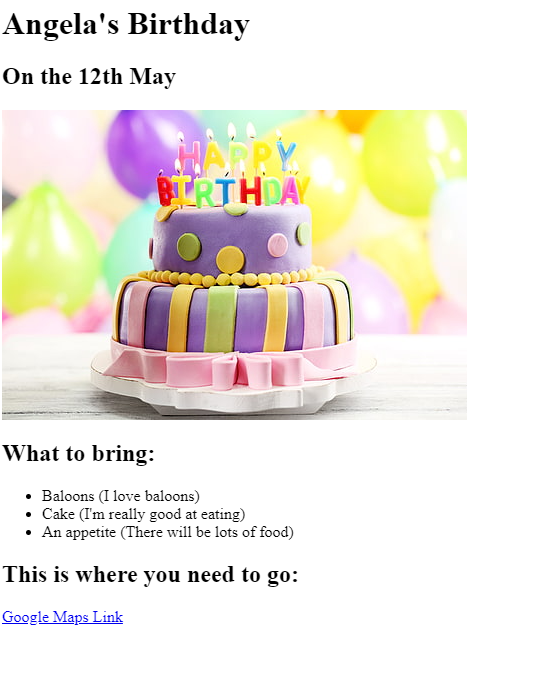 Angela's Birthday
On the 12th May
HAPPY
BIRTHDAY
What to bring:
Baloons (I love baloons)
Cake (I'm really good at eating)
An appetite (There will be lots of food)
This is where you need to go:
Google Maps Link